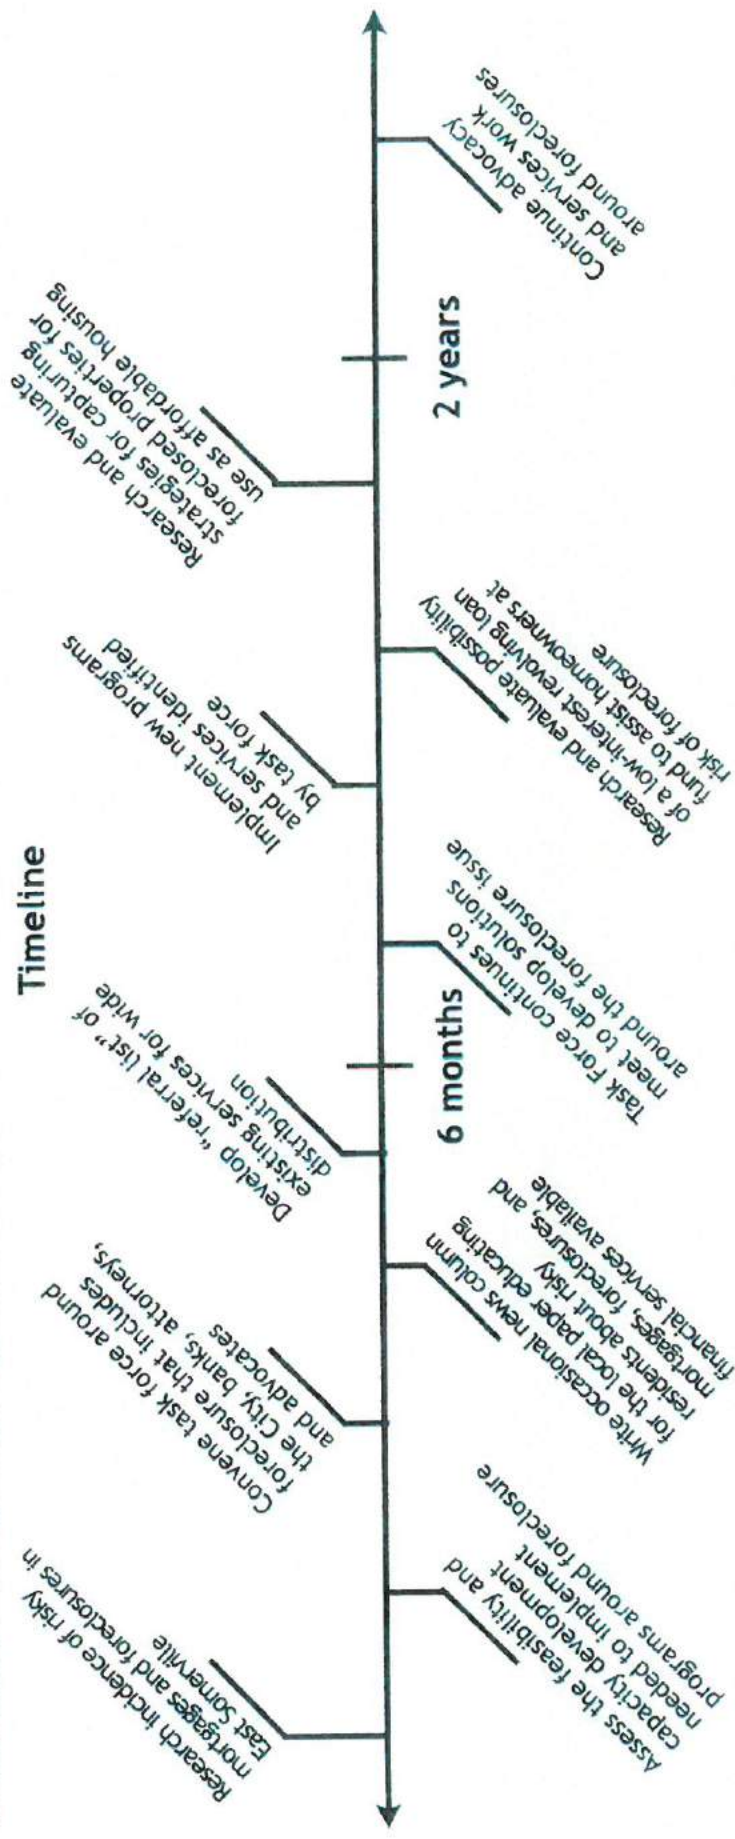 Timeline
Research incidence of risky
mortgages and foreclosures in
East Somerville
Assess the feasibility and
capacity development
needed to implement
programs around foreclosure
Convene task force around
foreclosure that includes
the City, banks, attorneys,
and advocates
Write occasional news column
for the local paper educating
residents about risky
mortgages, foreclosures, and
financial services available
Develop "referral list" of
existing services for wide
distribution
6 months
Task Force continues to
meet to develop solutions
around the foreclosure issue
Implement new programs
and services identified
by task force
Research and evaluate possibility
of a low-interest revolving loan
fund to assist homeowners at
risk of foreclosure
Research and evaluate
strategies for capturing
foreclosed properties for
use as affordable housing
2 years
Continue advocacy
and services work
around foreclosures